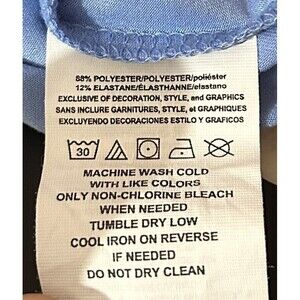 88% POLYESTER/POLYESTER/poliéster
12% ELASTANE/ÉLASTHANNE/elastano
EXCLUSIVE OF DECORATION, STYLE, and GRAPHICS
SANS INCLURE GARNITURES, STYLE, et GRAPHIQUES
EXCLUYENDO DECORACIONES ESTILO Y GRAFICOS
30
MACHINE WASH COLD
WITH LIKE COLORS
ONLY NON-CHLORINE BLEACH
WHEN NEEDED
TUMBLE DRY LOW
COOL IRON ON REVERSE
IF NEEDED
DO NOT DRY CLEAN